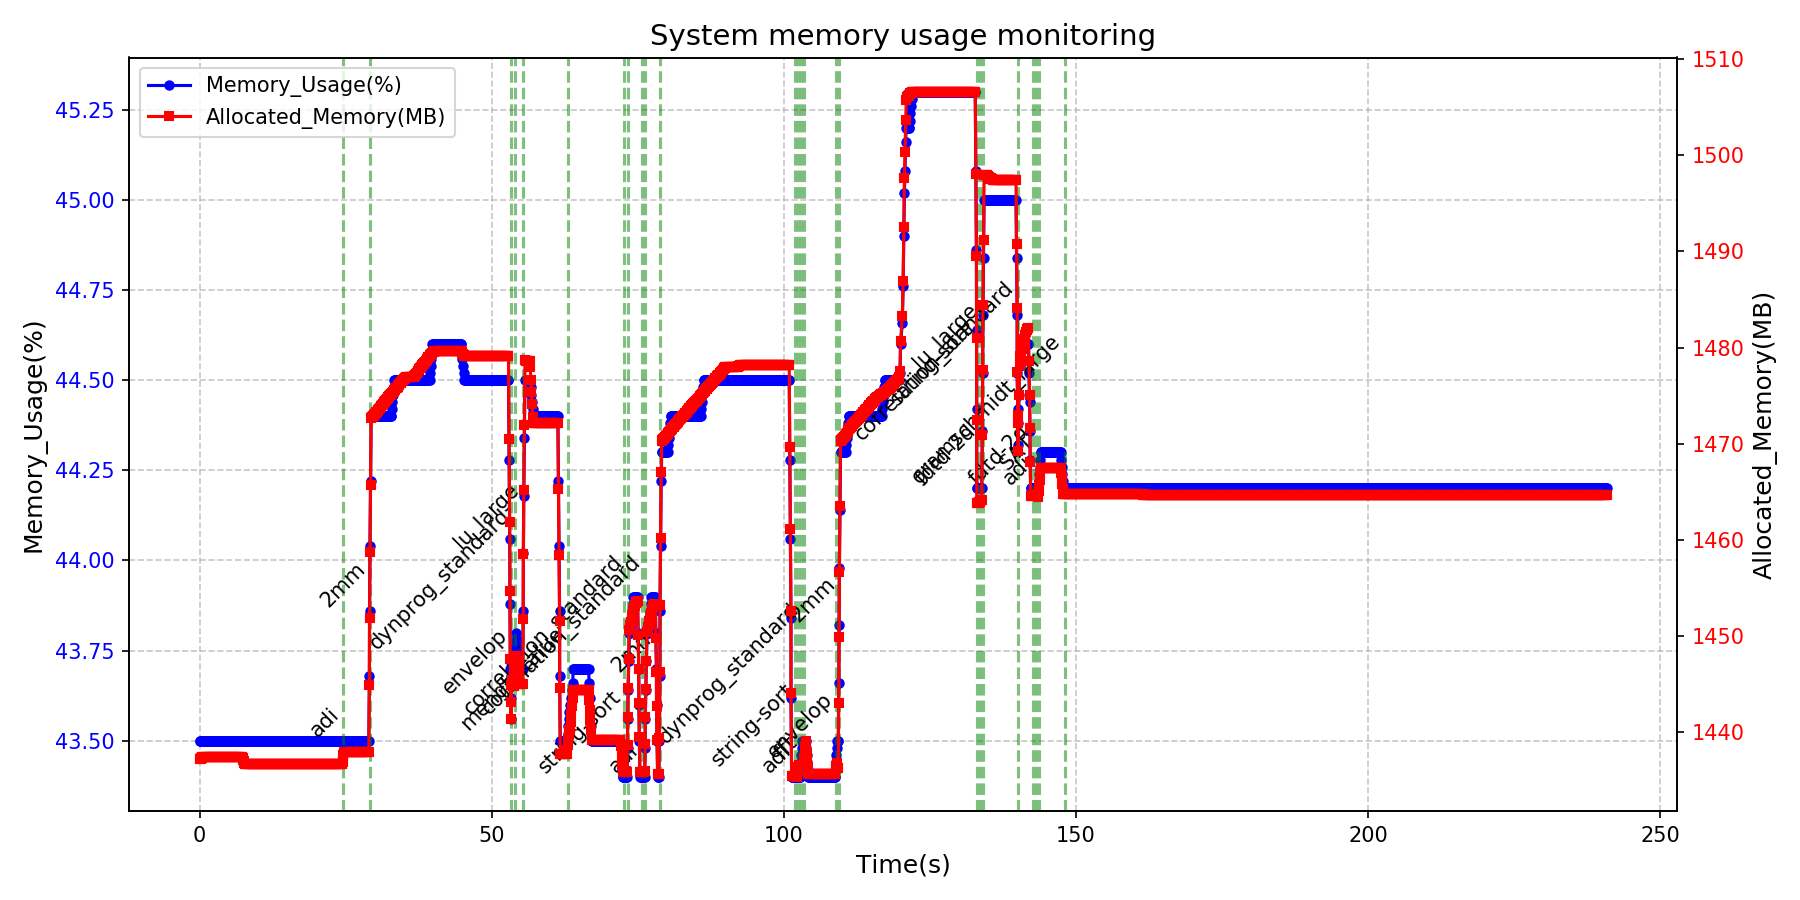 System memory usage monitoring
Memory_Usage(%)
Allocated_Memory(MB)
45.25
45.00
44.75
44.50
44.25
44.00
43.75
43.50
Memory_Usage(%)
1510
1500
1490
1480
1470
1460
1450
1440
Allocated_Memory(MB)
adi
2mm
dynprog_standard
lu_large
envelop
string-sort
2mm
dynprog_standard
string-sort
envelop
2mm
lu_large
adi
0
50
100
150
200
250
Time(s)